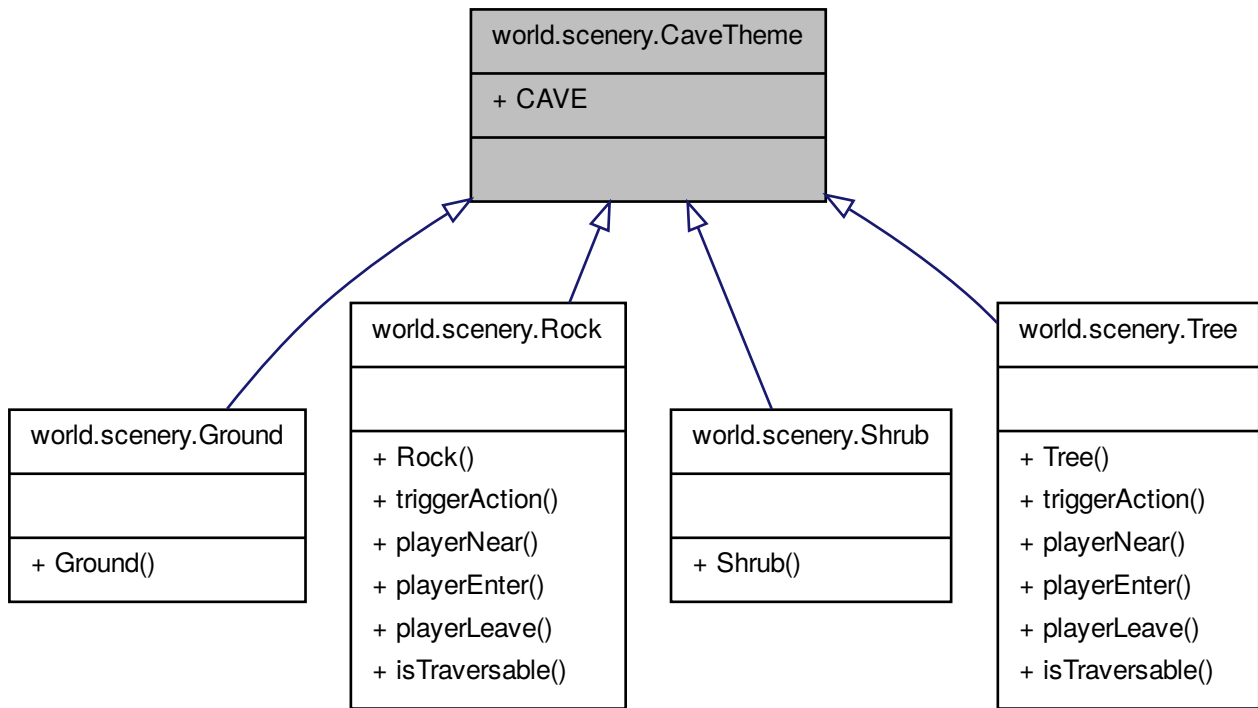 world.scenery.CaveTheme
+ CAVE
world.scenery.Ground
+ Ground()
world.scenery.Rock
+ Rock()
+ triggerAction()
+ playerNear()
+ playerEnter()
+ playerLeave()
+ isTraversable()
world.scenery.Shrub
+ Shrub()
world.scenery.Tree
+ Tree()
+ triggerAction()
+ playerNear()
+ playerEnter()
+ playerLeave()
+ isTraversable()